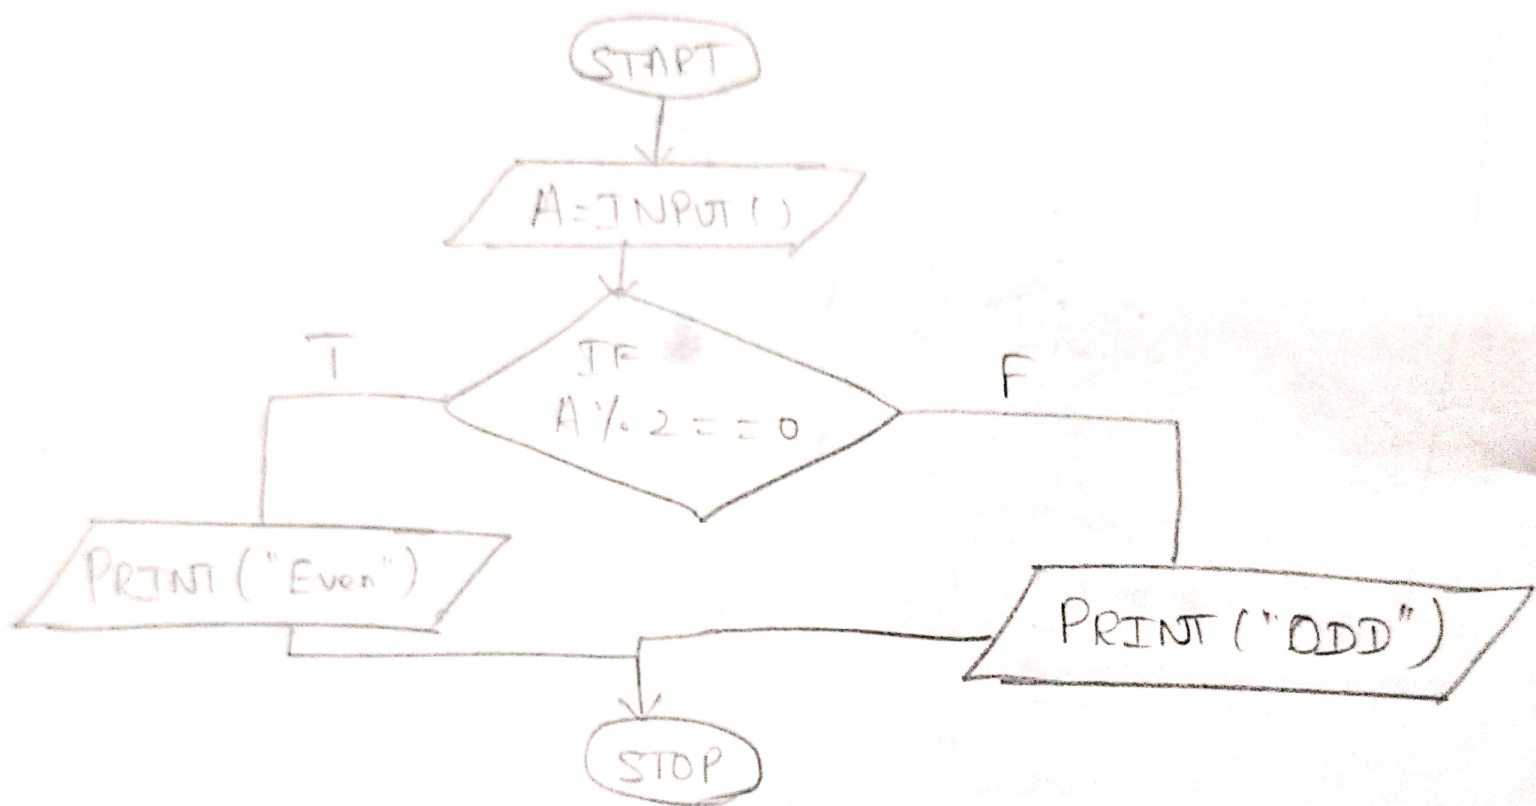 START
A=INPUT()
IF
A%2==0
T
F
PRINT("Even")
PRINT("ODD")
STOP